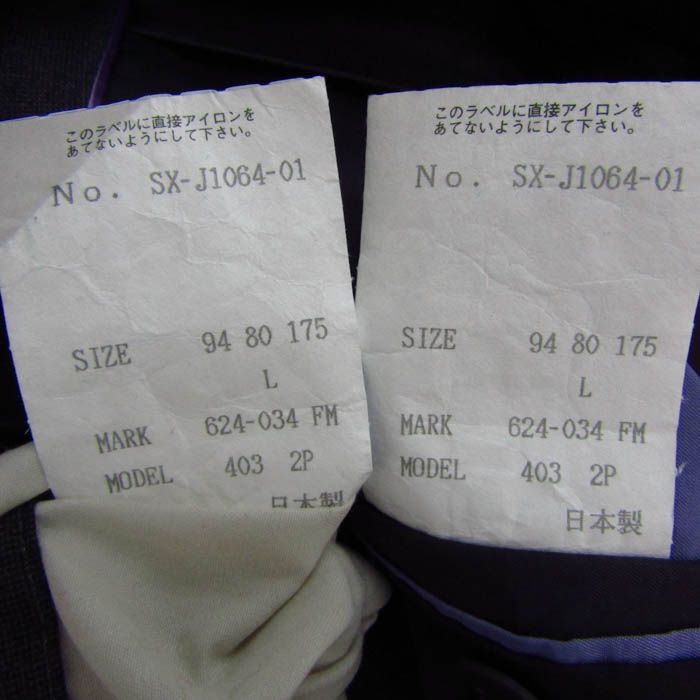 このラベルに直接アイロンを
あてないようにして下さい。
No. SX-J1064-01
SIZE 94 80 175
L
MARK 624-034 FM
MODEL 403 2P
日本製
このラベルに直接アイロンを
あてないようにして下さい。
No. SX-J1064-01
SIZE 94 80 175
L
MARK 624-034 FM
MODEL 403 2P
日本製